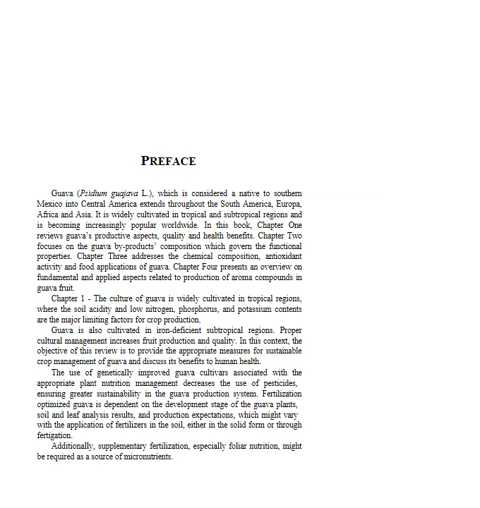 PREFACE
Guava (Psidium guajava L.), which is considered a native to southern
Mexico into Central America extends throughout the South America, Europa,
Africa and Asia. It is widely cultivated in tropical and subtropical regions and
is becoming increasingly popular worldwide. In this book, Chapter One
reviews guava's productive aspects, quality and health benefits. Chapter Two
focuses on the guava by-products' composition which govern the functional
properties. Chapter Three addresses the chemical composition, antioxidant
activity and food applications of guava. Chapter Four presents an overview on
fundamental and applied aspects related to production of aroma compounds in
guava fruit.
Chapter 1 - The culture of guava is widely cultivated in tropical regions,
where the soil acidity and low nitrogen, phosphorus, and potassium contents
are the major limiting factors for crop production.
Guava is also cultivated in iron-deficient subtropical regions. Proper
cultural management increases fruit production and quality. In this context, the
objective of this review is to provide the appropriate measures for sustainable
crop management of guava and discuss its benefits to human health.
The use of genetically improved guava cultivars associated with the
appropriate plant nutrition management decreases the use of pesticides,
ensuring greater sustainability in the guava production system. Fertilization
optimized guava is dependent on the development stage of the guava plants,
soil and leaf analysis results, and production expectations, which might vary
with the application of fertilizers in the soil, either in the solid form or through
fertigation.
Additionally, supplementary fertilization, especially foliar nutrition, might
be required as a source of micronutrients.